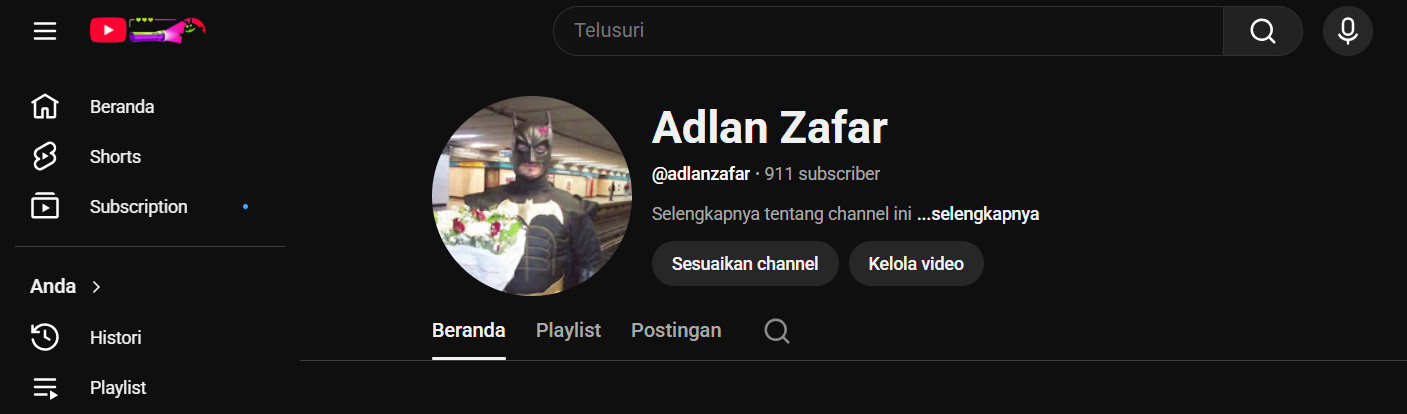 Telusuri
Beranda
Shorts
Subscription
Anda
Histori
Playlist
Adlan Zafar
@adlanzafar · 911 subscriber
Selengkapnya tentang channel ini ...selengkapnya
Sesuaikan channel
Kelola video
Beranda
Playlist
Postingan